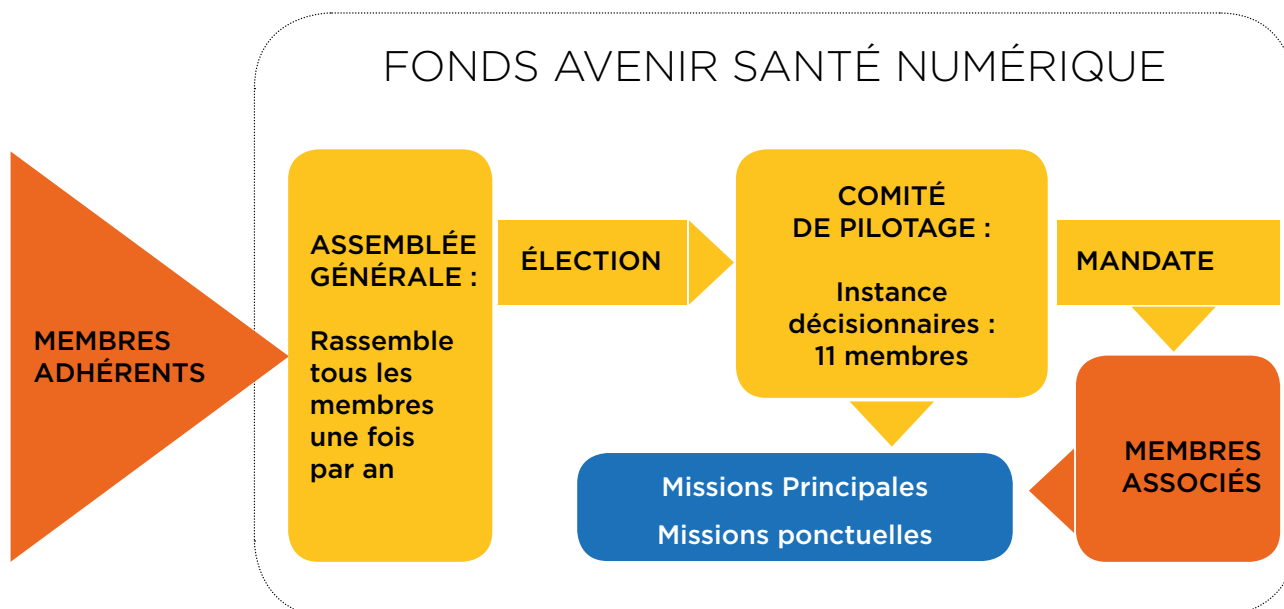 FONDS AVENIR SANTÉ NUMÉRIQUE
MEMBRES
ADHÉRENTS
ASSEMBLÉE
GÉNÉRALE :
Rassemble
tous les
membres
une fois
par an
ÉLECTION
COMITÉ
DE PILOTAGE :
Instance
décisionnaires :
11 membres
MANDATE
MEMBRES
ASSOCIÉS
Missions Principales
Missions ponctuelles